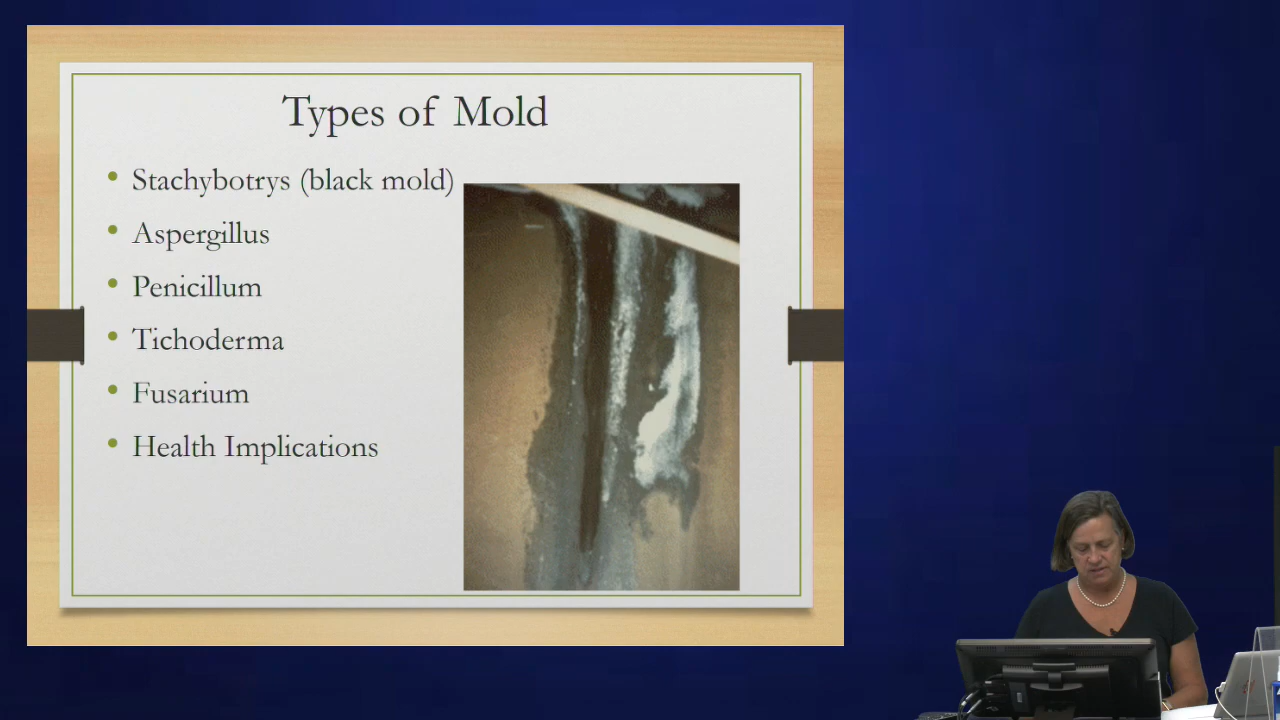 Types of Mold
Stachybotrys (black mold)
Aspergillus
Penicillum
Tichoderma
Fusarium
Health Implications